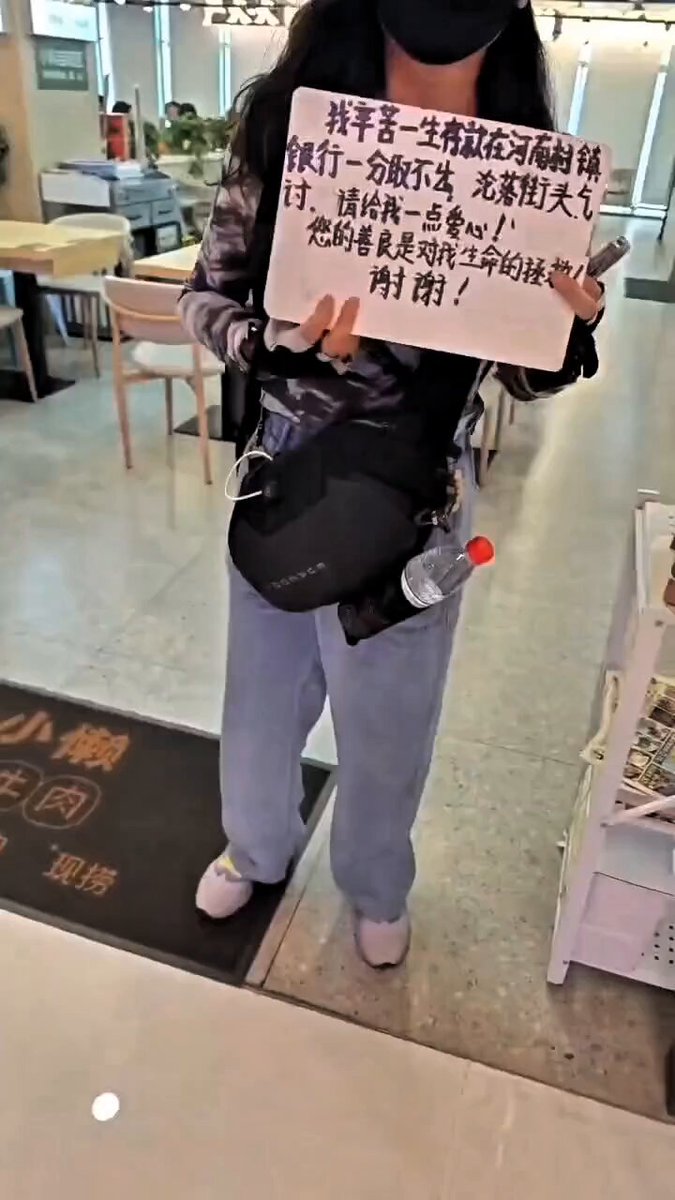 我辛苦一生存款在河南村镇
银行一分取不出,沦落街头乞
讨.请给我一点爱心!
您的善良是对我生命的拯救!
谢谢!
小懒
牛肉
现捞